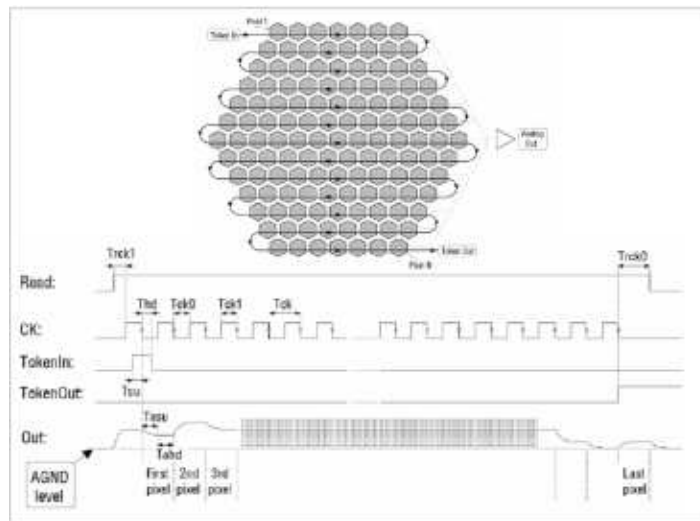 Pixel 1
Token In
Analog
Out
Token Out
Pixel N
Trck1
Trck0
Read:
Thd
Tck0
Tck1
Tck
CK:
TokenIn:
TokenOut:
Tsu
Out:
Tasu
Tahd
AGND
level
First
pixel
2nd
pixel
3rd
pixel
Last
pixel